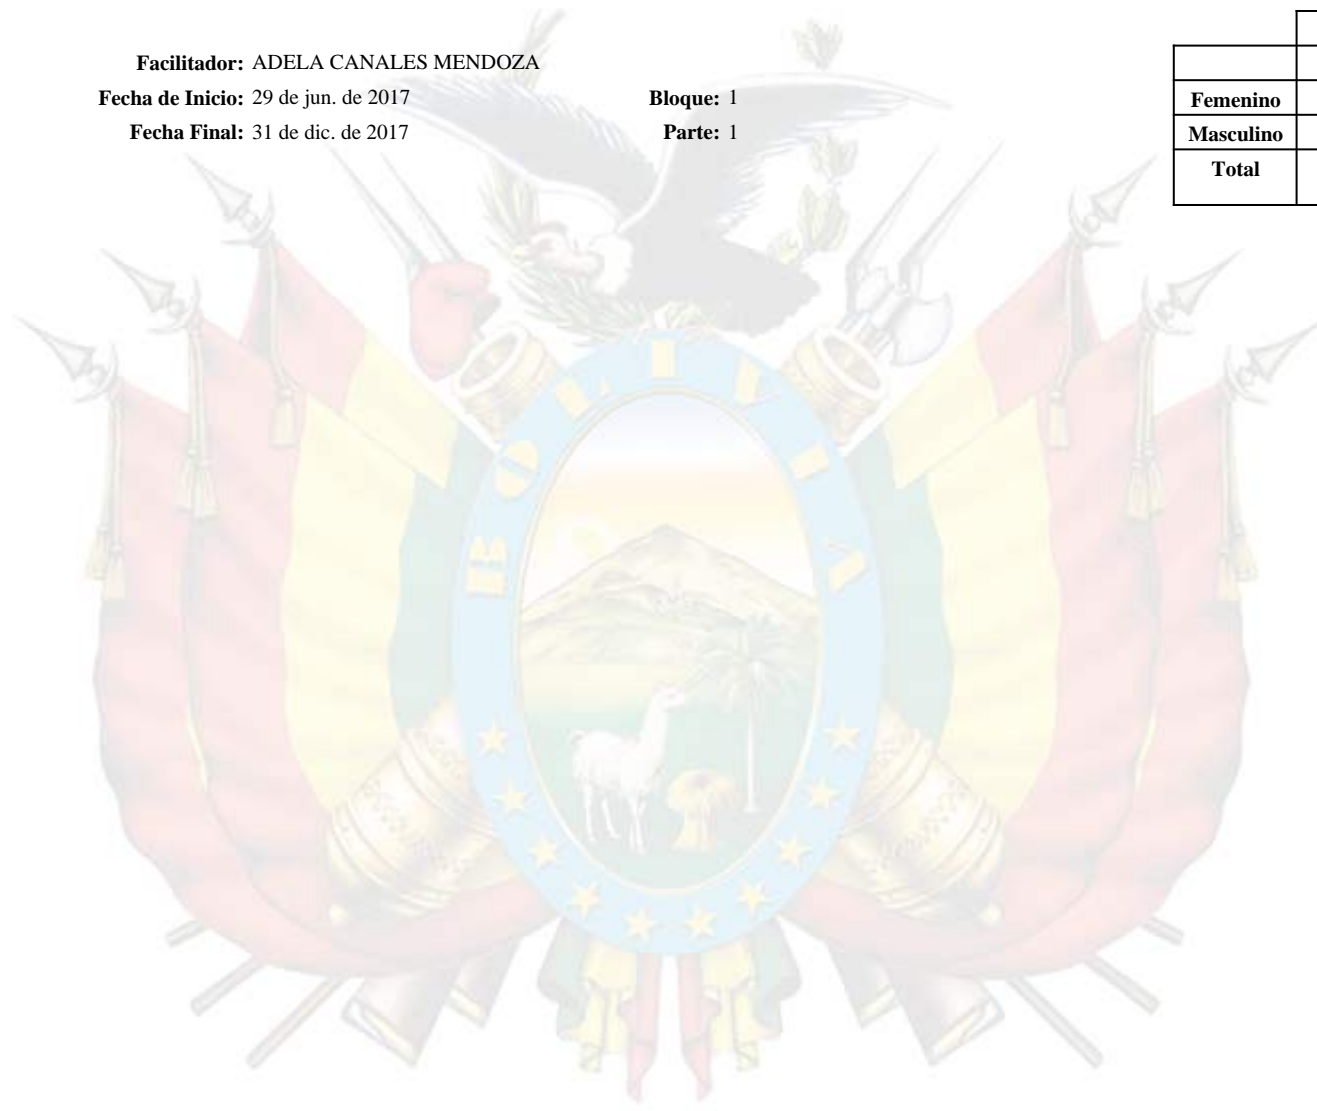 Facilitador: ADELA CANALES MENDOZA
Fecha de Inicio: 29 de jun. de 2017 Bloque: 1
Fecha Final: 31 de dic. de 2017 Parte: 1
Femenino
Masculino
Total
BOLIVIA